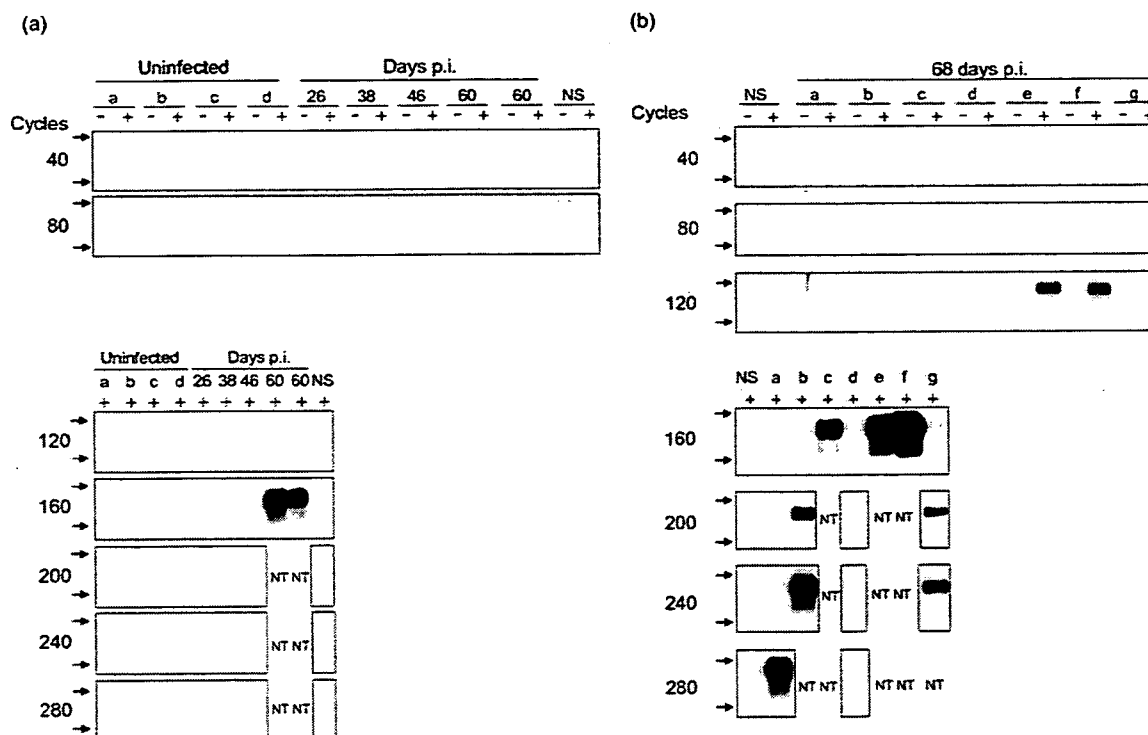 (a)
Uninfected Days p.i.
a b c d 26 38 46 60 60 NS
Cycles - + - + - + - + - + - + - + - + - + - +
40
80
Uninfected Days p.i.
a b c d 26 38 46 60 60 NS
+ + + + + + + + + +
120
160
200 NT NT
240 NT NT
280 NT NT
(b)
68 days p.i.
NS a b c d e f g
Cycles - + - + - + - + - + - + - + - +
40
80
120
NS a b c d e f g
+ + + + + + + +
160
200 NT NT NT
240 NT NT NT
280 NT NT NT NT NT